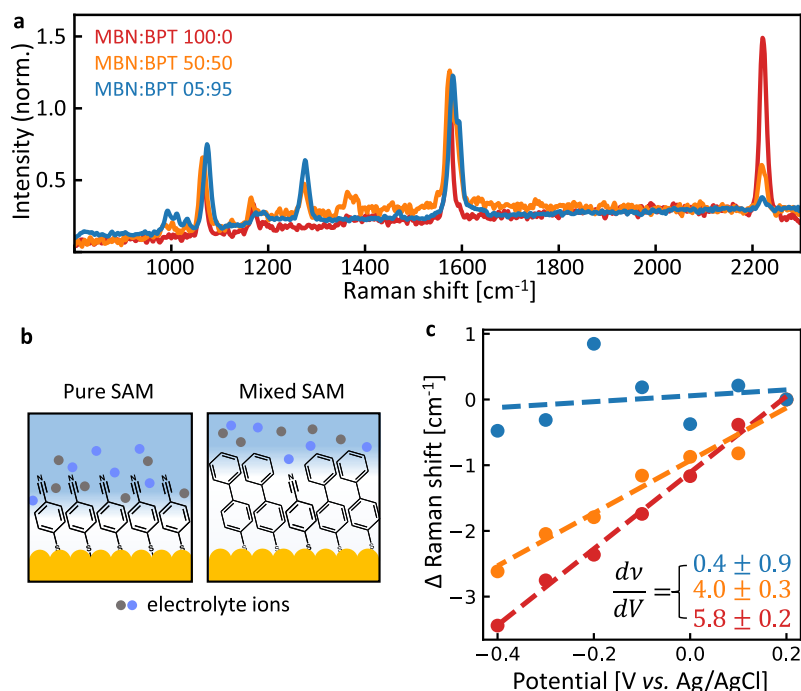 a
MBN:BPT 100:0
MBN:BPT 50:50
MBN:BPT 05:95
Intensity (norm.)
1.5
1.0
0.5
1000 1200 1400 1600 1800 2000 2200
Raman shift [cm⁻¹]
b
Pure SAM Mixed SAM
N N N N N N
S S S S S S S S S S
electrolyte ions
c
Δ Raman shift [cm⁻¹]
1
0
−1
−2
−3
dν/dV =
0.4 ± 0.9
4.0 ± 0.3
5.8 ± 0.2
−0.4 −0.2 0.0 0.2
Potential [V vs. Ag/AgCl]